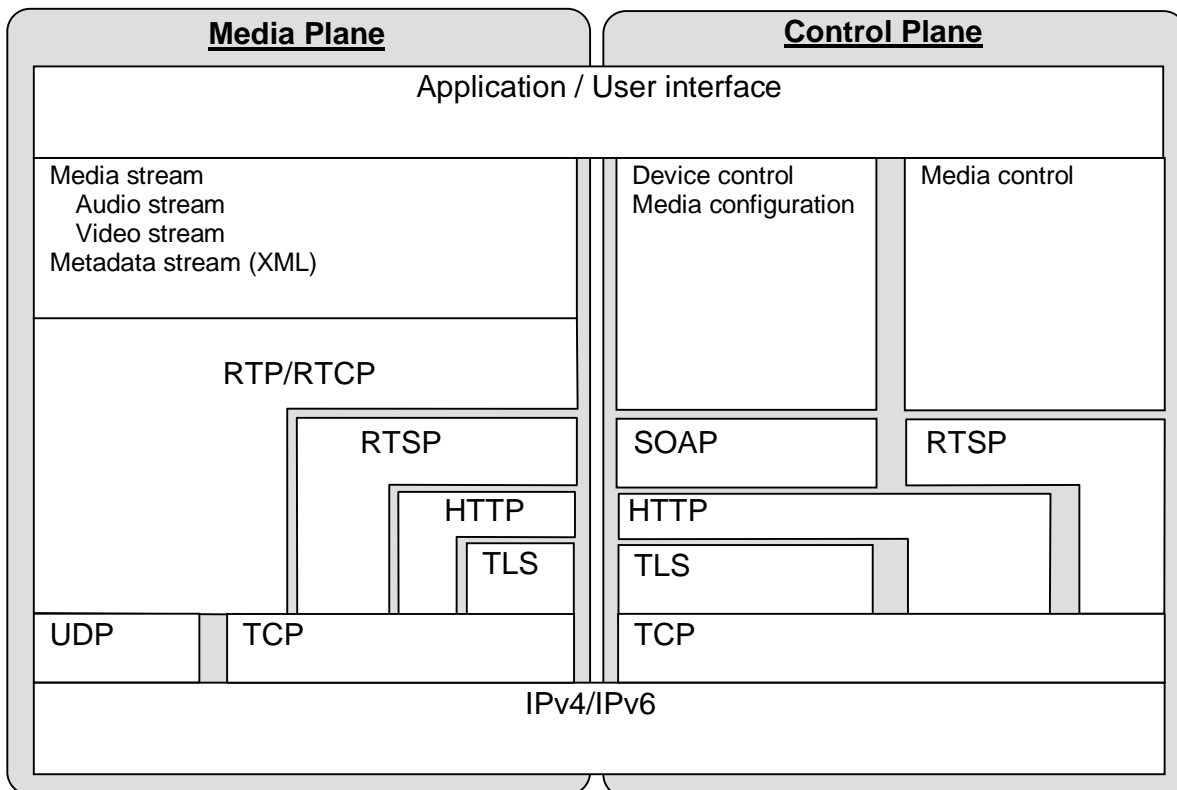 Media Plane
Control Plane
Application / User interface
Media stream
Audio stream
Video stream
Metadata stream (XML)
Device control
Media configuration
Media control
RTP/RTCP
RTSP
SOAP
RTSP
HTTP
HTTP
TLS
TLS
UDP
TCP
TCP
IPv4/IPv6